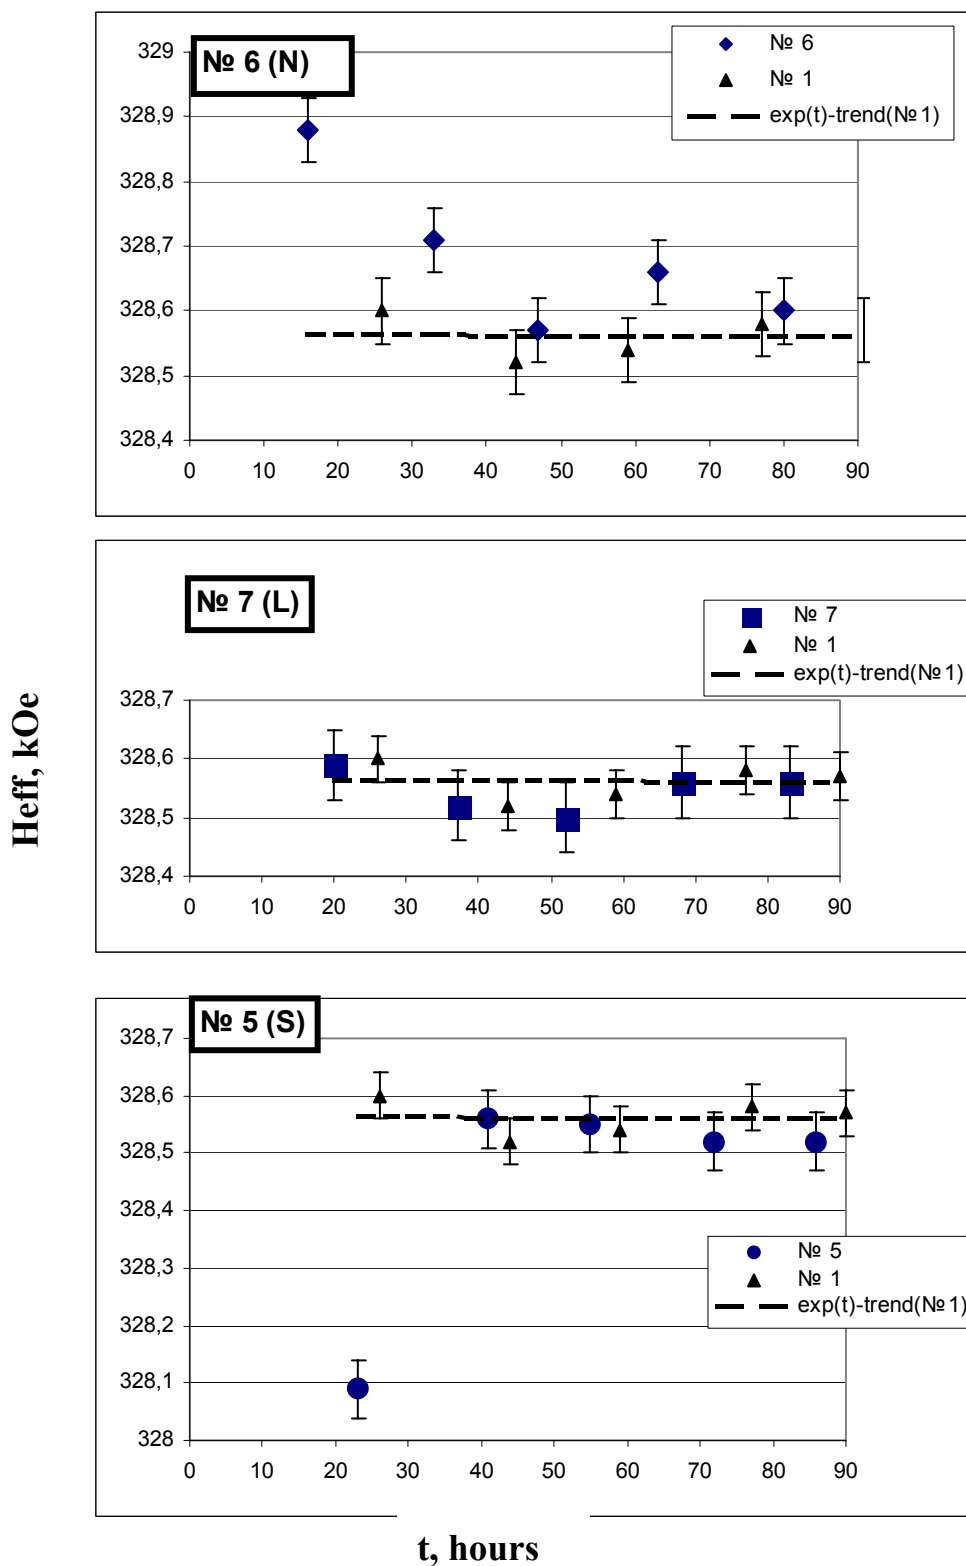 № 6 (N)
№ 6
№ 1
exp(t)-trend(№1)
329
328,9
328,8
328,7
328,6
328,5
328,4
0 10 20 30 40 50 60 70 80 90
№ 7 (L)
№ 7
№ 1
exp(t)-trend(№1)
328,7
328,6
328,5
328,4
0 10 20 30 40 50 60 70 80 90
Heff, kOe
№ 5 (S)
328,7
328,6
328,5
328,4
328,3
328,2
328,1
328
№ 5
№ 1
exp(t)-trend(№1)
0 10 20 30 40 50 60 70 80 90
t, hours